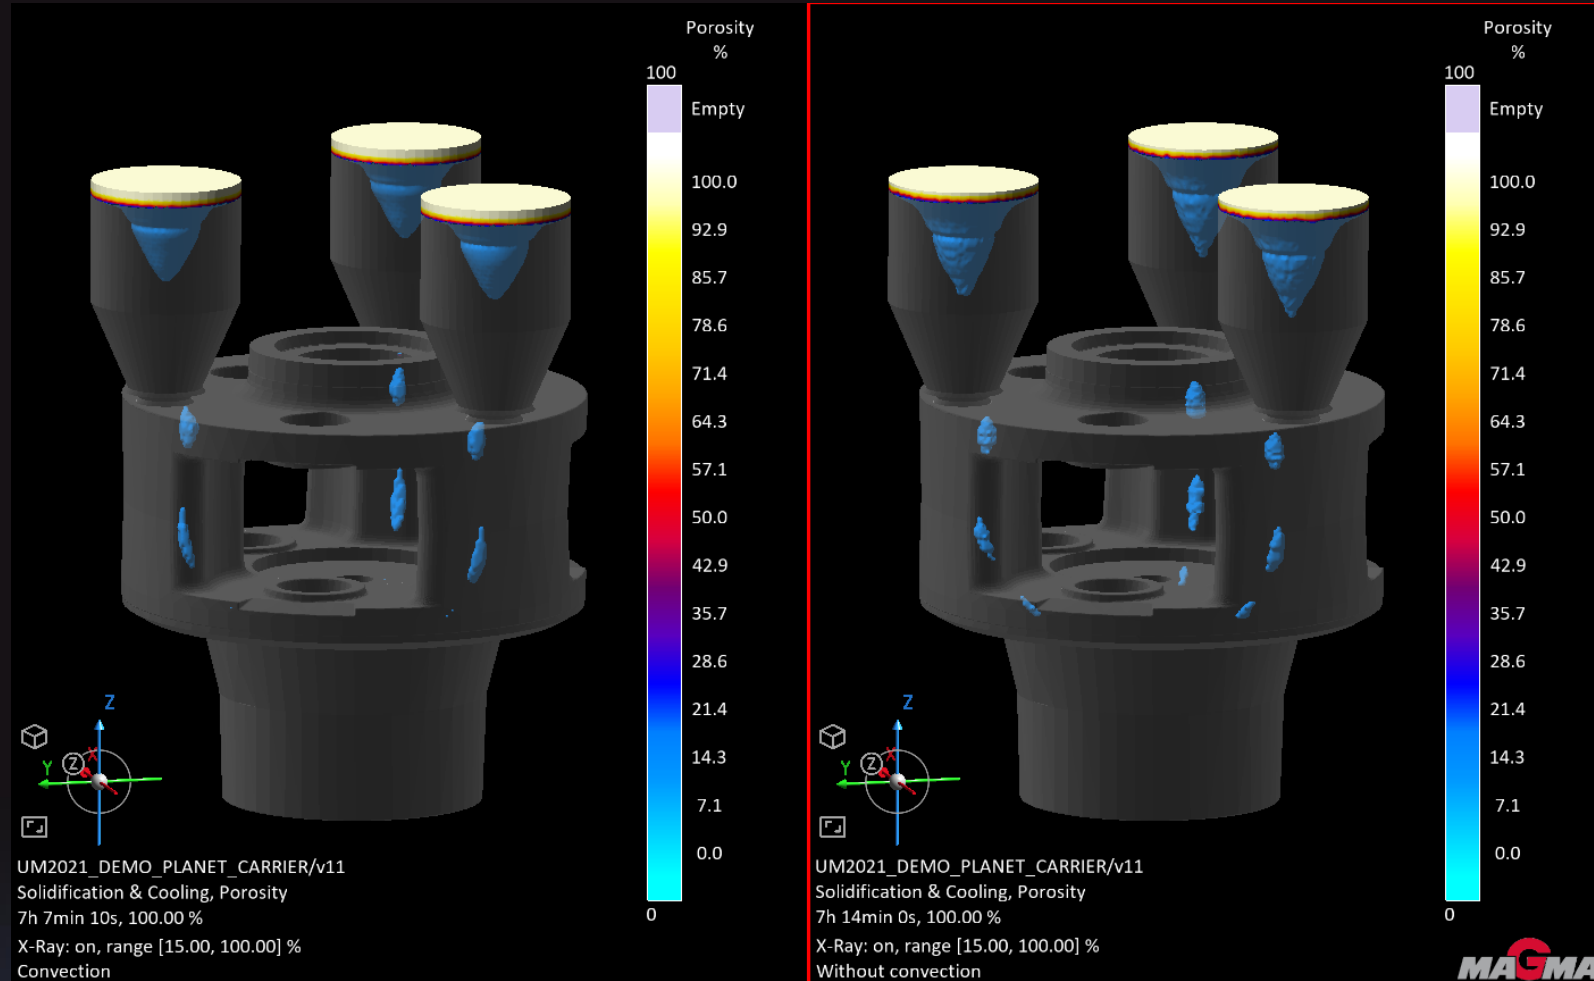 Porosity
%
100
Empty
100.0
92.9
85.7
78.6
71.4
64.3
57.1
50.0
42.9
35.7
28.6
21.4
14.3
7.1
0.0
0
Z
Y
Z
X
UM2021_DEMO_PLANET_CARRIER/v11
Solidification & Cooling, Porosity
7h 7min 10s, 100.00 %
X-Ray: on, range [15.00, 100.00] %
Convection
Porosity
%
100
Empty
100.0
92.9
85.7
78.6
71.4
64.3
57.1
50.0
42.9
35.7
28.6
21.4
14.3
7.1
0.0
0
Z
Y
Z
X
UM2021_DEMO_PLANET_CARRIER/v11
Solidification & Cooling, Porosity
7h 14min 0s, 100.00 %
X-Ray: on, range [15.00, 100.00] %
Without convection
MAGMA